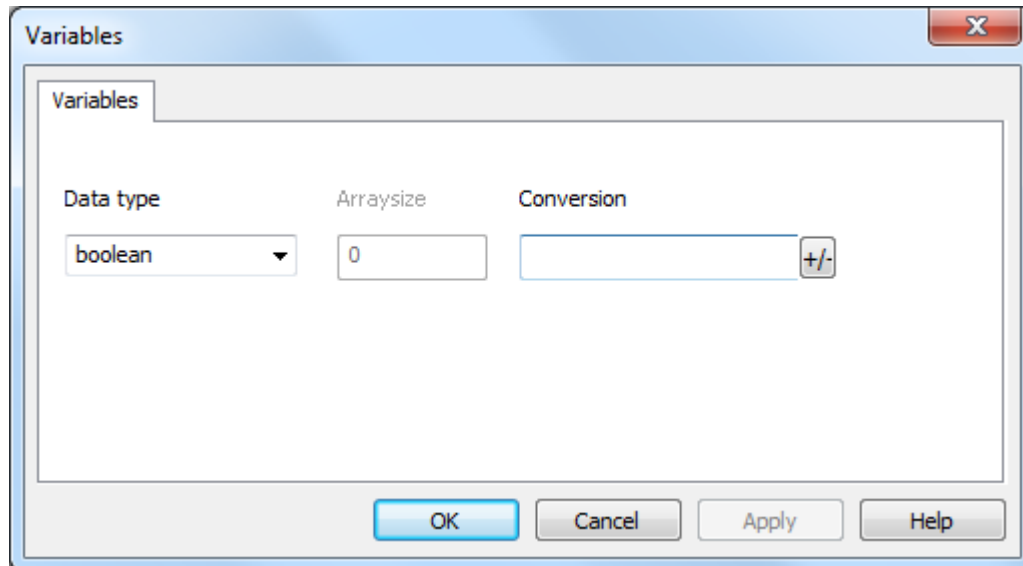 Variables
Variables
Data type Arraysize Conversion
boolean 0 +/-
OK Cancel Apply Help